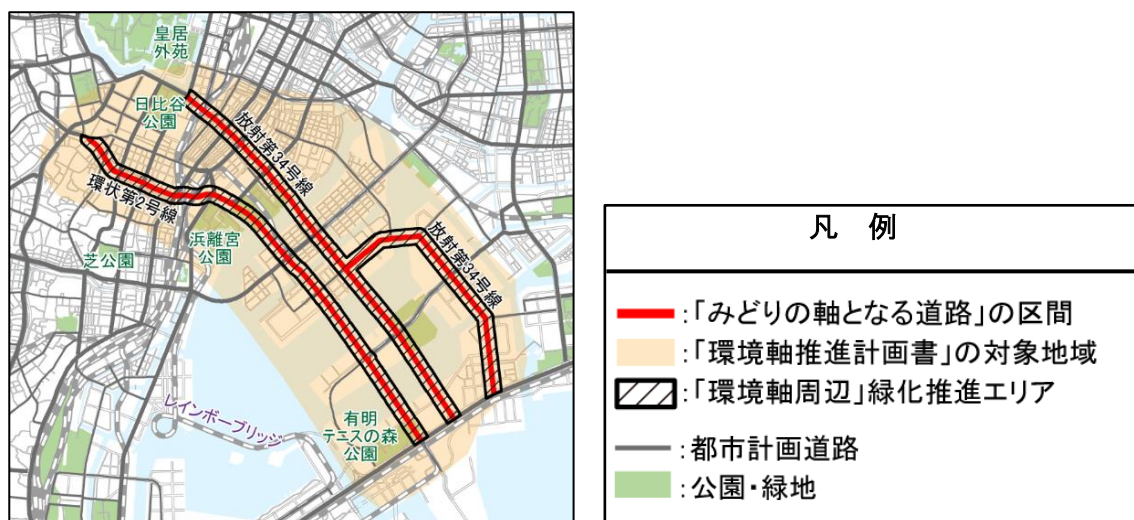 皇居
外苑
日比谷
公園
放射第34号線
環状第2号線
浜離宮
公園
芝公園
放射第34号線
レインボーブリッジ
有明
テニスの森
公園
凡 例
:「みどりの軸となる道路」の区間
:「環境軸推進計画書」の対象地域
:「環境軸周辺」緑化推進エリア
:都市計画道路
:公園・緑地